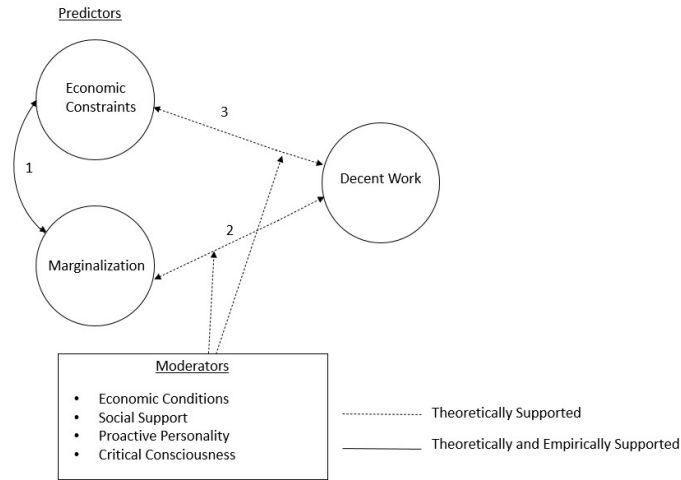 Predictors
Economic
Constraints
3
1
Decent Work
2
Marginalization
Moderators
• Economic Conditions
• Social Support
• Proactive Personality
• Critical Consciousness
Theoretically Supported
Theoretically and Empirically Supported